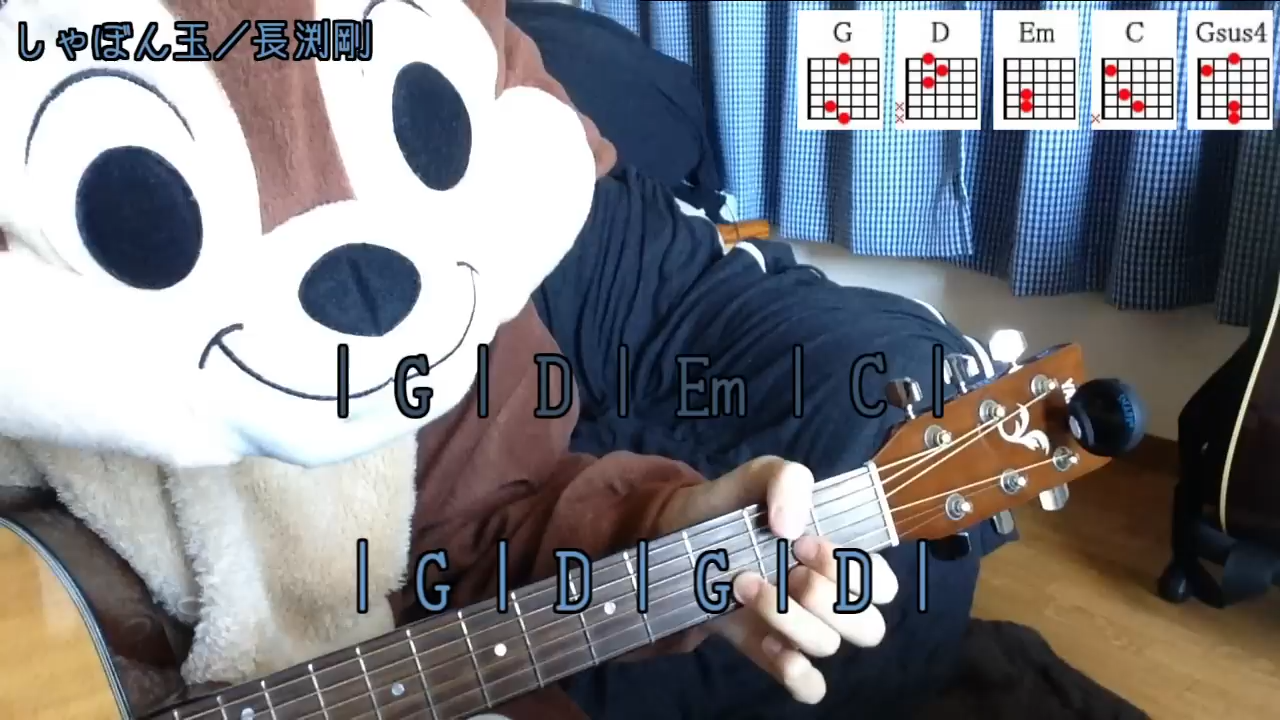 しゃぼん玉／長渕剛
G D Em C Gsus4
× × × ×
| G | D | Em | C |
| G | D | G | D |